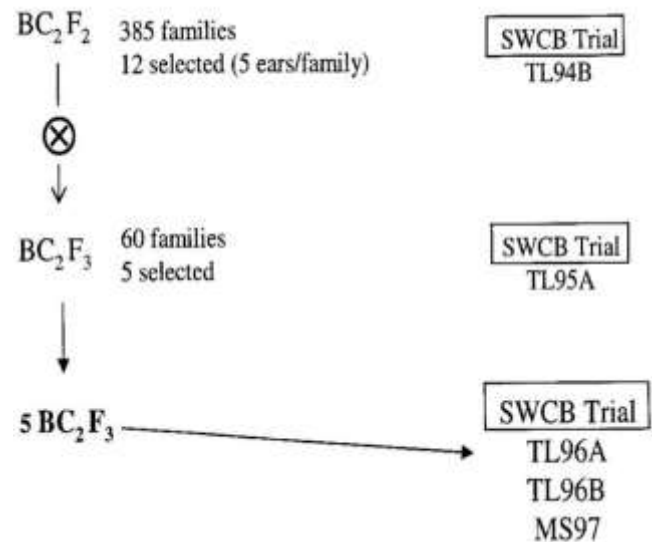 BC₂F₂
385 families
12 selected (5 ears/family)
SWCB Trial
TL94B
BC₂F₃
60 families
5 selected
SWCB Trial
TL95A
5 BC₂F₃
SWCB Trial
TL96A
TL96B
MS97